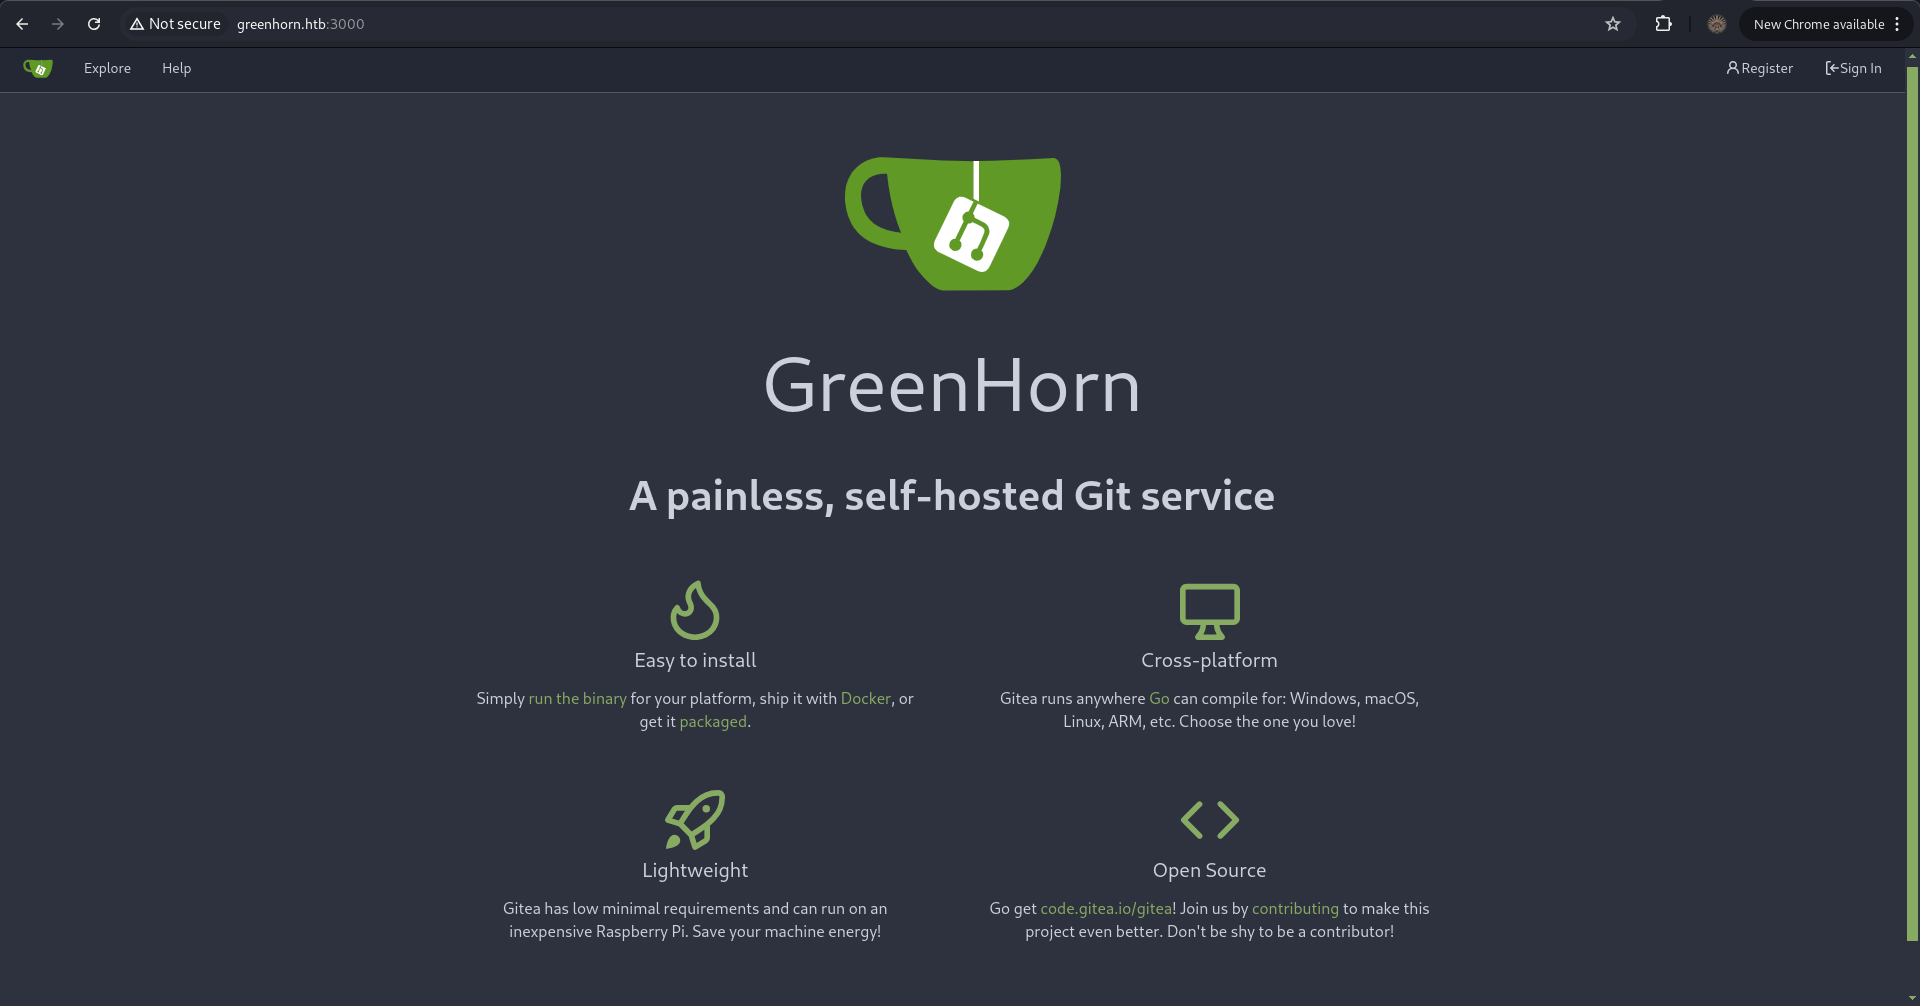 Not secure greenhorn.htb:3000 New Chrome available
Explore Help Register Sign In
GreenHorn
A painless, self-hosted Git service
Easy to install
Simply run the binary for your platform, ship it with Docker, or
get it packaged.
Cross-platform
Gitea runs anywhere Go can compile for: Windows, macOS,
Linux, ARM, etc. Choose the one you love!
Lightweight
Gitea has low minimal requirements and can run on an
inexpensive Raspberry Pi. Save your machine energy!
Open Source
Go get code.gitea.io/gitea! Join us by contributing to make this
project even better. Don't be shy to be a contributor!